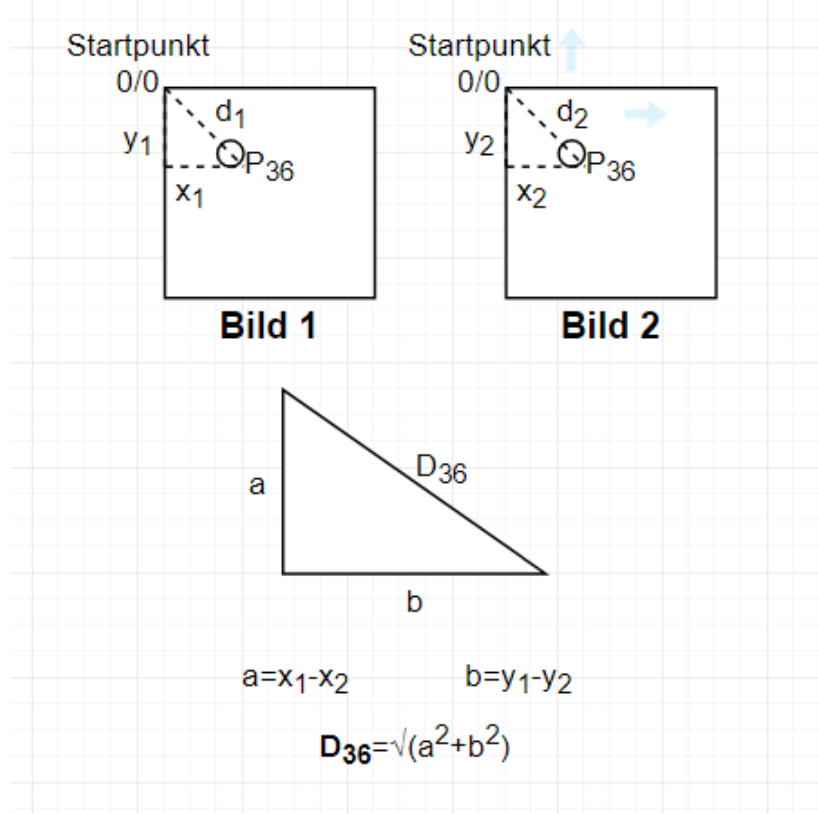 Startpunkt Startpunkt
0/0 0/0
d₁ d₂
y₁ y₂
P₃₆ P₃₆
x₁ x₂
Bild 1 Bild 2
D₃₆
a
b
a=x₁-x₂ b=y₁-y₂
D₃₆=√(a²+b²)